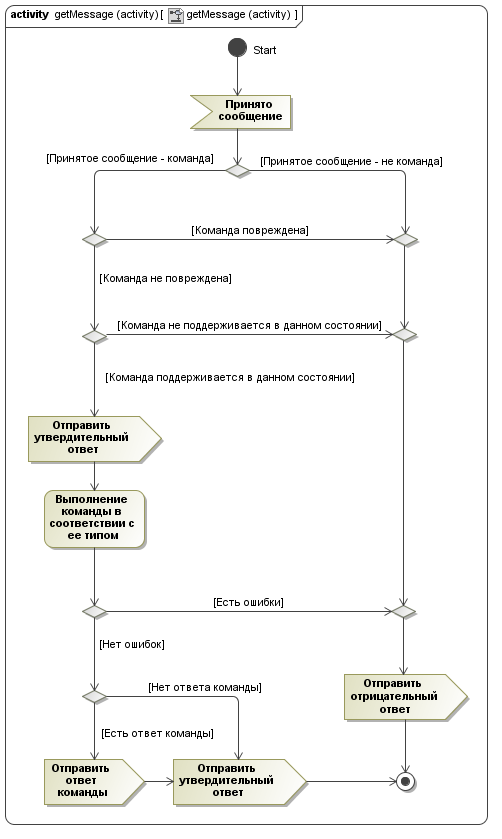 activity getMessage (activity) [ getMessage (activity) ]
Start
Принято
сообщение
[Принятое сообщение - команда]
[Принятое сообщение - не команда]
[Команда повреждена]
[Команда не повреждена]
[Команда не поддерживается в данном состоянии]
[Команда поддерживается в данном состоянии]
Отправить
утвердительный
ответ
Выполнение
команды в
соответствии с
ее типом
[Есть ошибки]
[Нет ошибок]
Отправить
отрицательный
ответ
[Нет ответа команды]
[Есть ответ команды]
Отправить
ответ
команды
Отправить
утвердительный
ответ